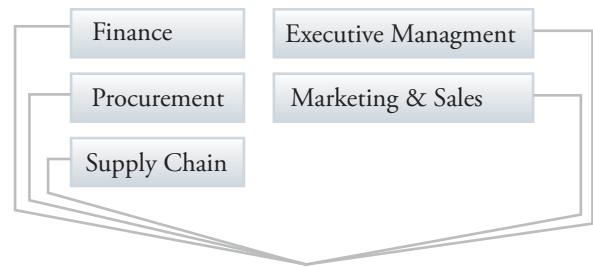 Finance
Executive Managment
Procurement
Marketing & Sales
Supply Chain